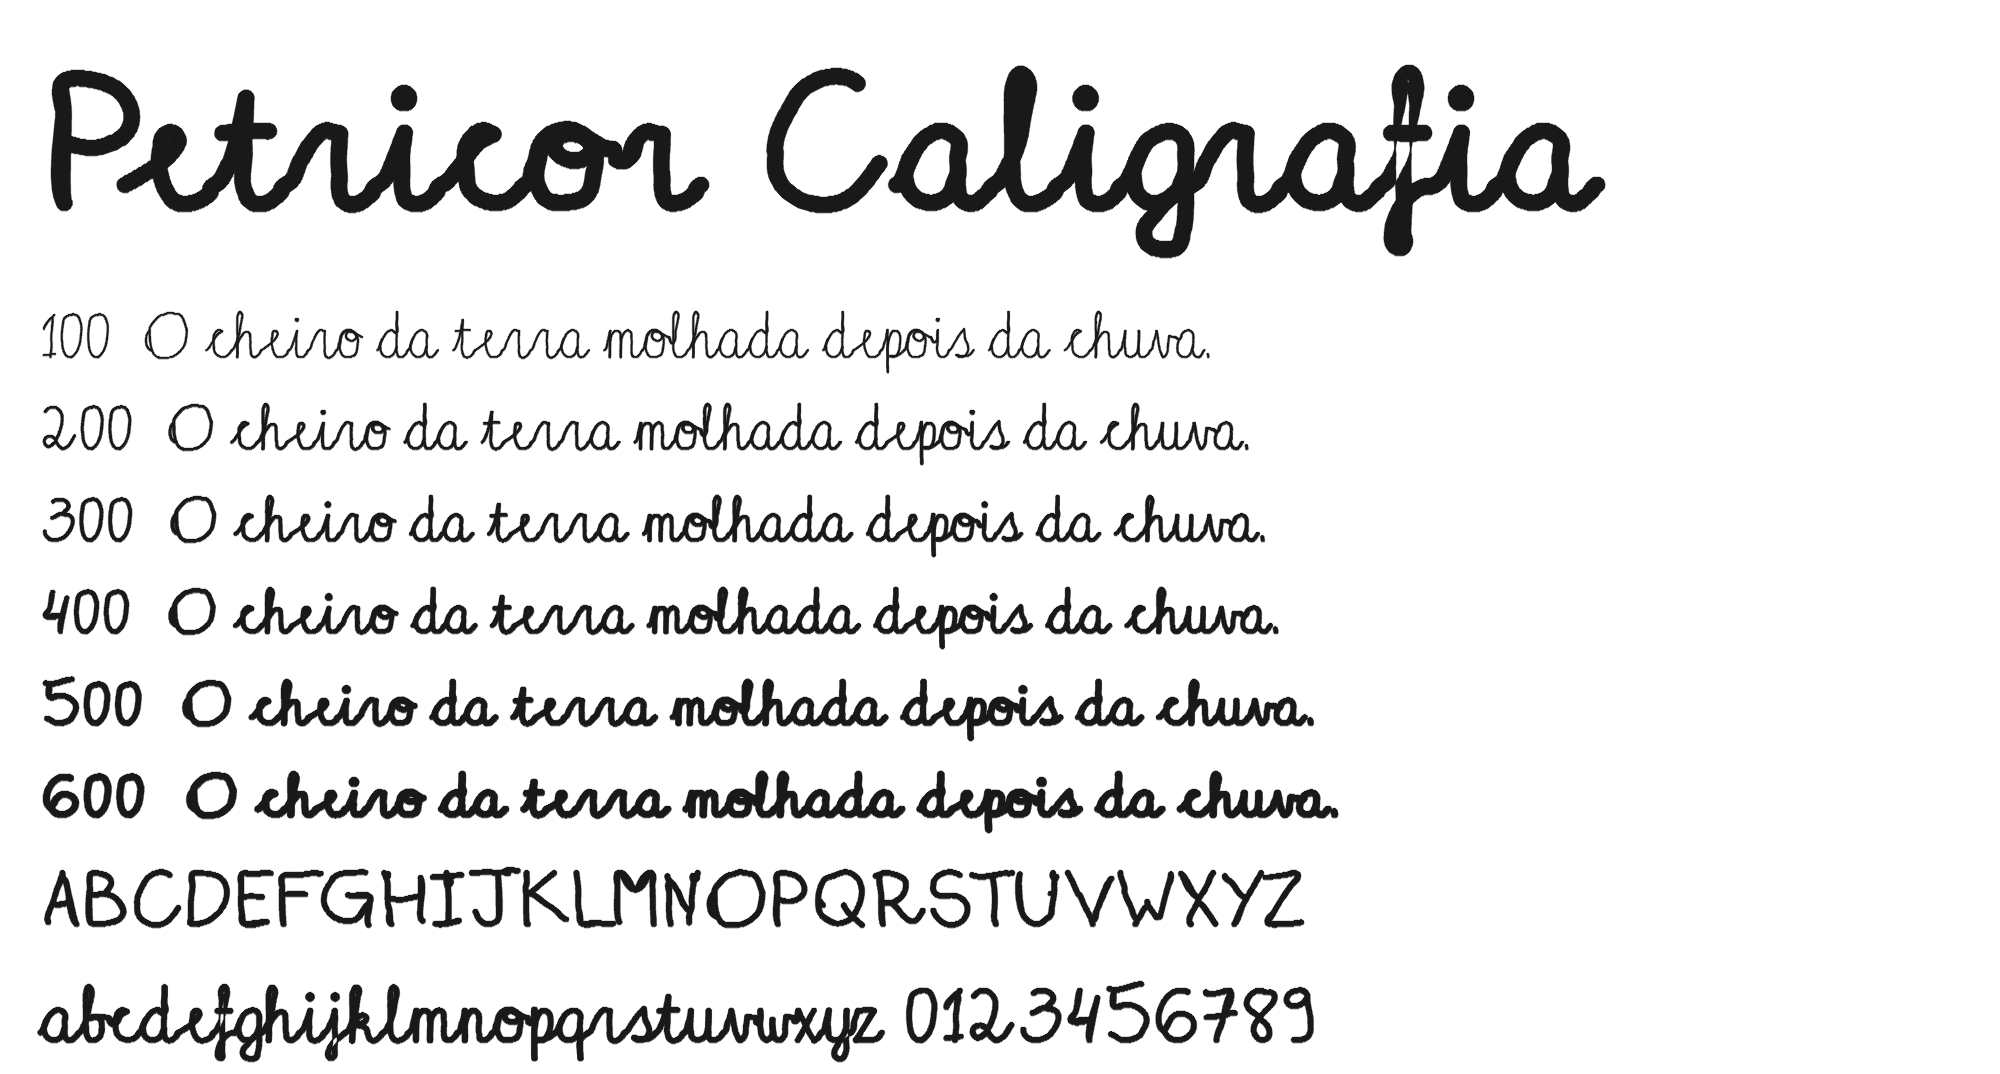 Petricor Caligrafia
100 O cheiro da terra molhada depois da chuva.
200 O cheiro da terra molhada depois da chuva.
300 O cheiro da terra molhada depois da chuva.
400 O cheiro da terra molhada depois da chuva.
500 O cheiro da terra molhada depois da chuva.
600 O cheiro da terra molhada depois da chuva.
ABCDEFGHIJKLMNOPQRSTUVWXYZ
abcdefghijklmnopqrstuvwxyz 0123456789